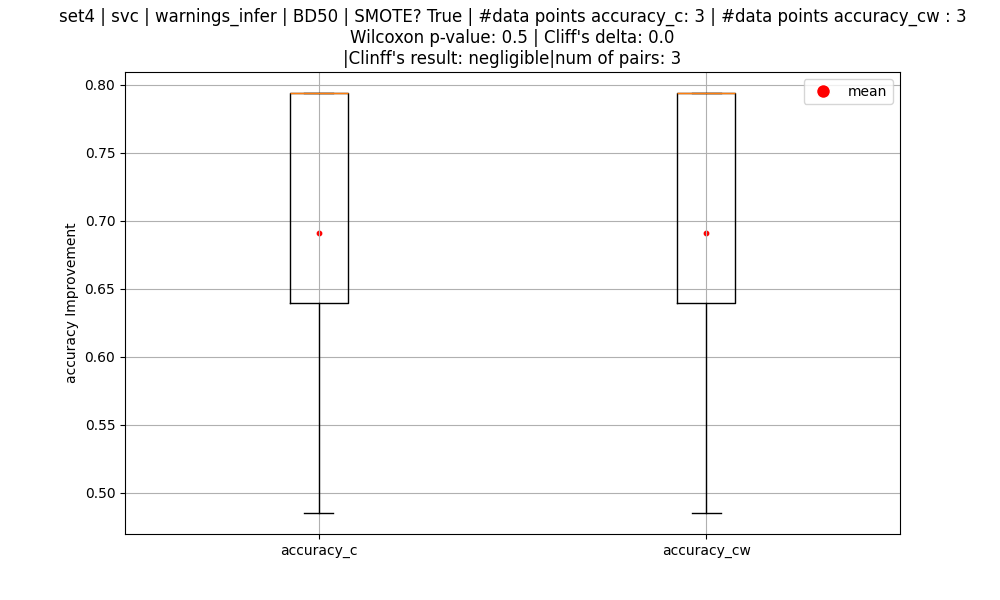 set4 | svc | warnings_infer | BD50 | SMOTE? True | #data points accuracy_c: 3 | #data points accuracy_cw : 3
Wilcoxon p-value: 0.5 | Cliff's delta: 0.0
|Clinff's result: negligible|num of pairs: 3
mean
0.80
0.75
0.70
0.65
0.60
0.55
0.50
accuracy Improvement
accuracy_c
accuracy_cw